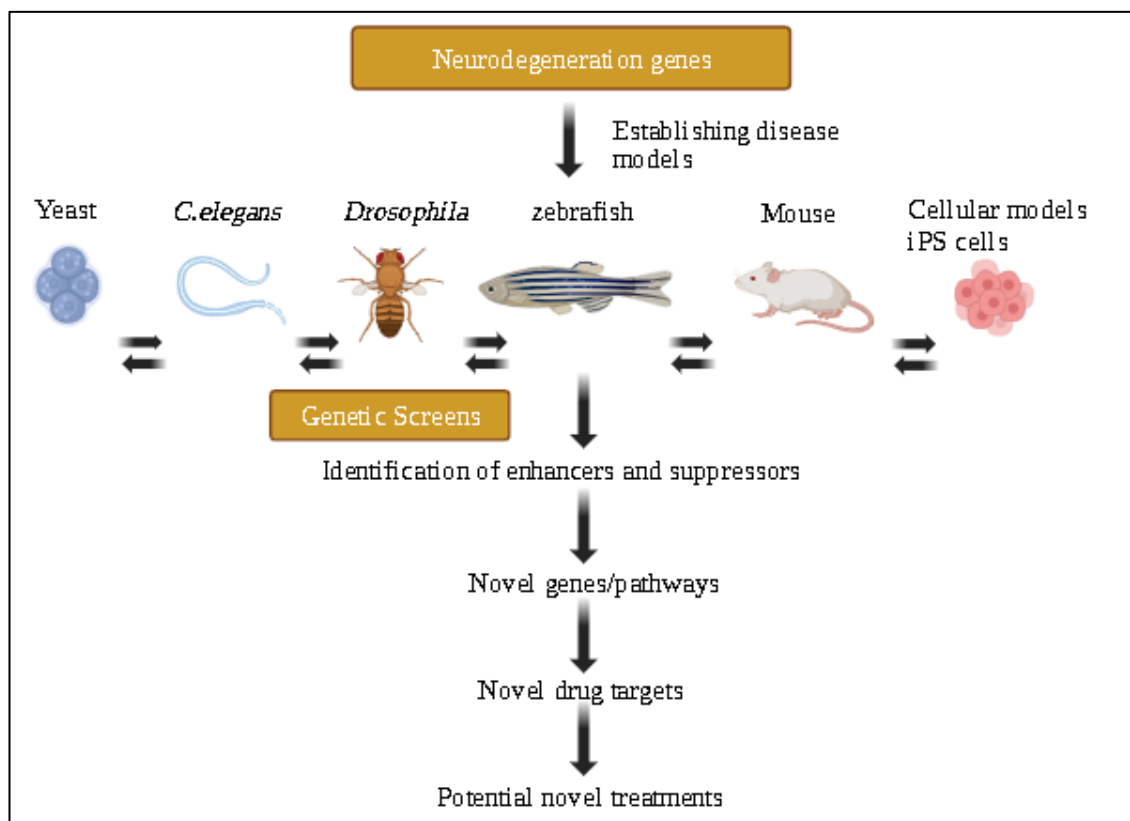 Neurodegeneration genes
Establishing disease
models
Yeast
C.elegans
Drosophila
zebrafish
Mouse
Cellular models
iPS cells
Genetic Screens
Identification of enhancers and suppressors
Novel genes/pathways
Novel drug targets
Potential novel treatments